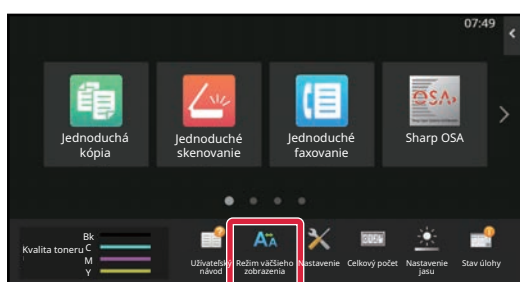 07:49
Jednoduchá
kópia
Jednoduché
skenovanie
Jednoduché
faxovanie
Sharp OSA
Kvalita toneru
Bk
C
M
Y
Užívateľský
návod
Režim väčšieho
zobrazenia
Nastavenie
Celkový počet
Nastavenie
jasu
Stav úlohy